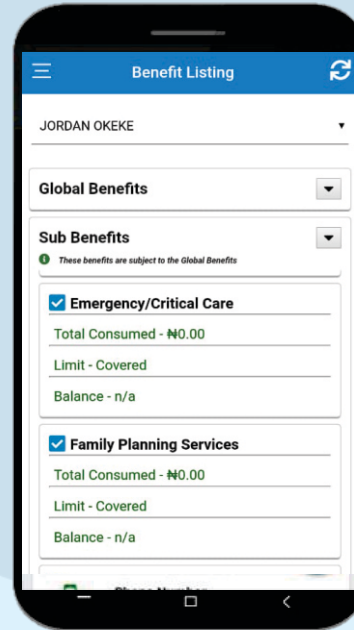 Benefit Listing
JORDAN OKEKE
Global Benefits
Sub Benefits
These benefits are subject to the Global Benefits
Emergency/Critical Care
Total Consumed - ₦0.00
Limit - Covered
Balance - n/a
Family Planning Services
Total Consumed - ₦0.00
Limit - Covered
Balance - n/a